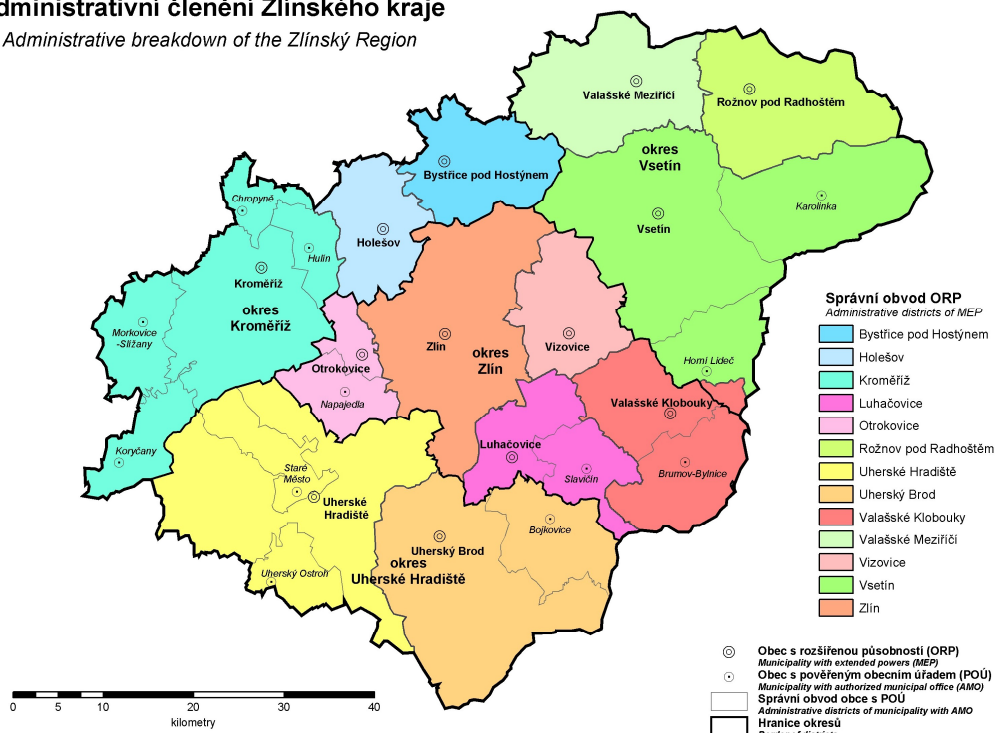 dministrativní členění Zlínského kraje
Administrative breakdown of the Zlínský Region
Valašské Meziříčí
Rožnov pod Radhoštěm
okres
Vsetín
Bystřice pod Hostýnem
Chropyně
Karolinka
Vsetín
Holešov
Hulín
Kroměříž
okres
Kroměříž
Morkovice
-Slížany
Zlín
okres
Zlín
Vizovice
Otrokovice
Napajedla
Horní Lideč
Valašské Klobouky
Luhačovice
Koryčany
Staré
Město
Slavičín
Brumov-Bylnice
Uherské
Hradiště
Bojkovice
Uherský Brod
okres
Uherské Hradiště
Uherský Ostroh
Správní obvod ORP
Administrative districts of MEP
Bystřice pod Hostýnem
Holešov
Kroměříž
Luhačovice
Otrokovice
Rožnov pod Radhoštěm
Uherské Hradiště
Uherský Brod
Valašské Klobouky
Valašské Meziříčí
Vizovice
Vsetín
Zlín
Obec s rozšířenou působností (ORP)
Municipality with extended powers (MEP)
Obec s pověřeným obecním úřadem (POÚ)
Municipality with authorized municipal office (AMO)
Správní obvod obce s POÚ
Administrative districts of municipality with AMO
Hranice okresů
0 5 10 20 30 40
kilometry